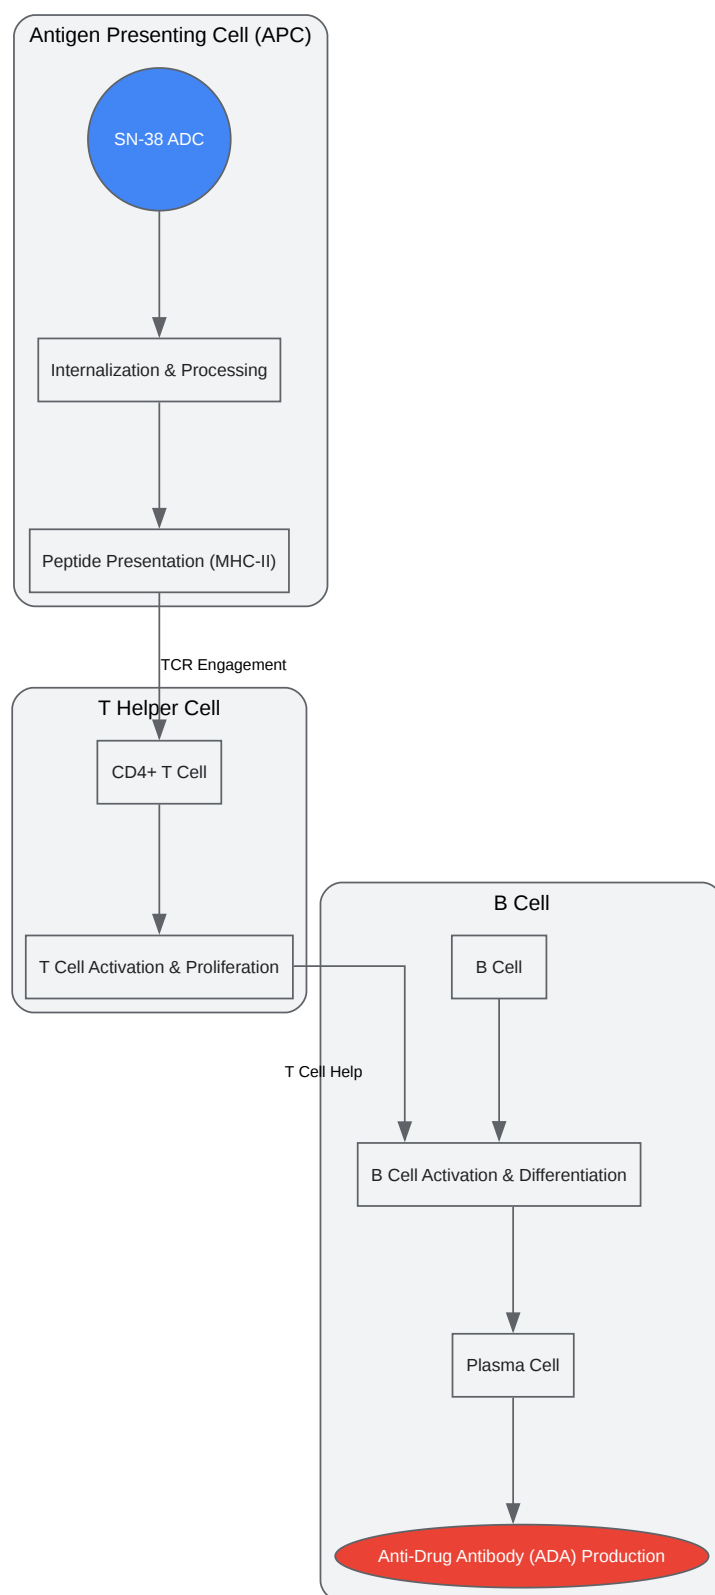 Antigen Presenting Cell (APC)
SN-38 ADC
Internalization & Processing
Peptide Presentation (MHC-II)
TCR Engagement
T Helper Cell
CD4+ T Cell
T Cell Activation & Proliferation
B Cell
B Cell
T Cell Help
B Cell Activation & Differentiation
Plasma Cell
Anti-Drug Antibody (ADA) Production